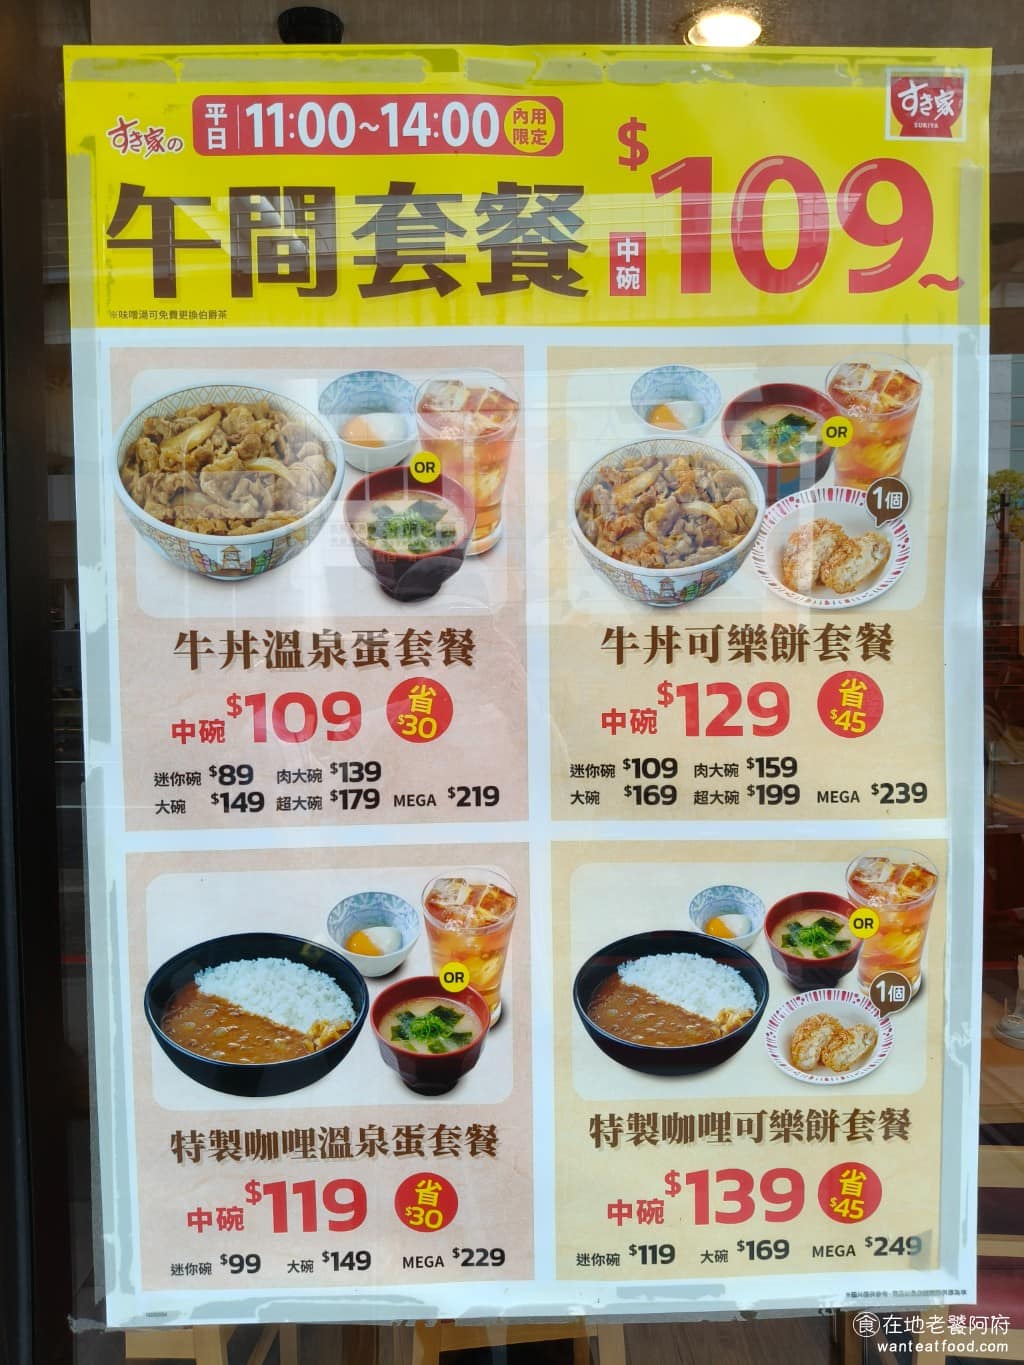 すき家の 平日 11:00~14:00 內用限定
すき家
SUKIYA
午間套餐 中碗 $109~
※味噌湯可免費更換伯爵茶
OR
OR
1個
牛丼溫泉蛋套餐
中碗 $109 省$30
迷你碗 $89 肉大碗 $139
大碗 $149 超大碗 $179 MEGA $219
牛丼可樂餅套餐
中碗 $129 省$45
迷你碗 $109 肉大碗 $159
大碗 $169 超大碗 $199 MEGA $239
OR
OR
1個
特製咖哩溫泉蛋套餐
中碗 $119 省$30
迷你碗 $99 大碗 $149 MEGA $229
特製咖哩可樂餅套餐
中碗 $139 省$45
迷你碗 $119 大碗 $169 MEGA $249
食 在地老饕阿府
wanteatfood.com